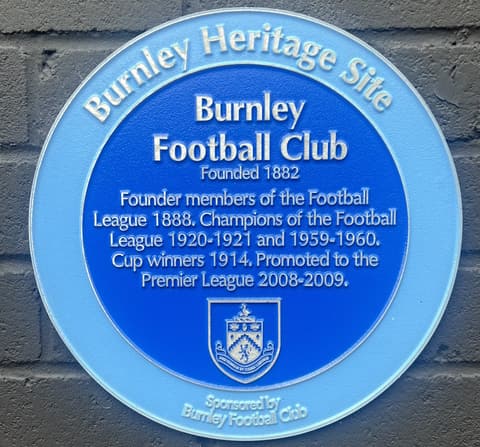 Burnley Heritage Site
Burnley
Football Club
Founded 1882
Founder members of the Football
League 1888. Champions of the Football
League 1920-1921 and 1959-1960.
Cup winners 1914. Promoted to the
Premier League 2008-2009.
Sponsored by
Burnley Football Club